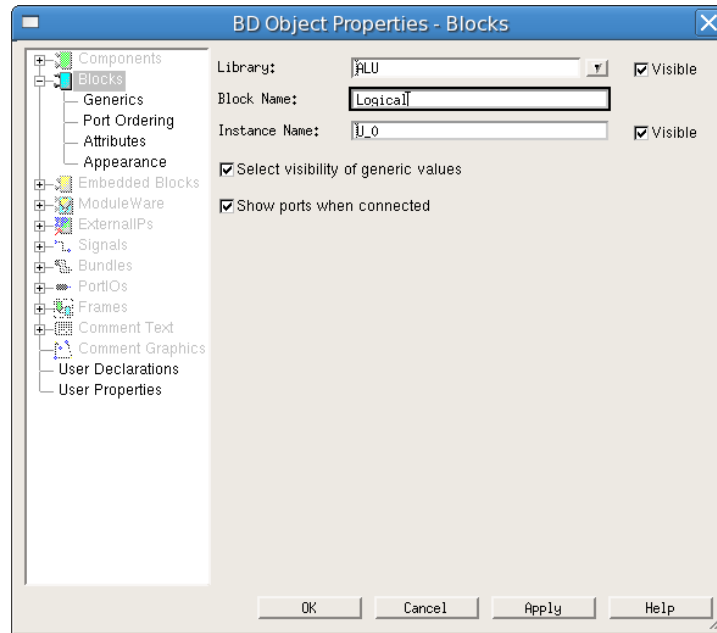 BD Object Properties - Blocks
Components
Blocks
Generics
Port Ordering
Attributes
Appearance
Embedded Blocks
ModuleWare
ExternalIPs
Signals
Bundles
PortIOs
Frames
Comment Text
Comment Graphics
User Declarations
User Properties
Library: ALU Visible
Block Name: Logical
Instance Name: U_0 Visible
Select visibility of generic values
Show ports when connected
OK Cancel Apply Help